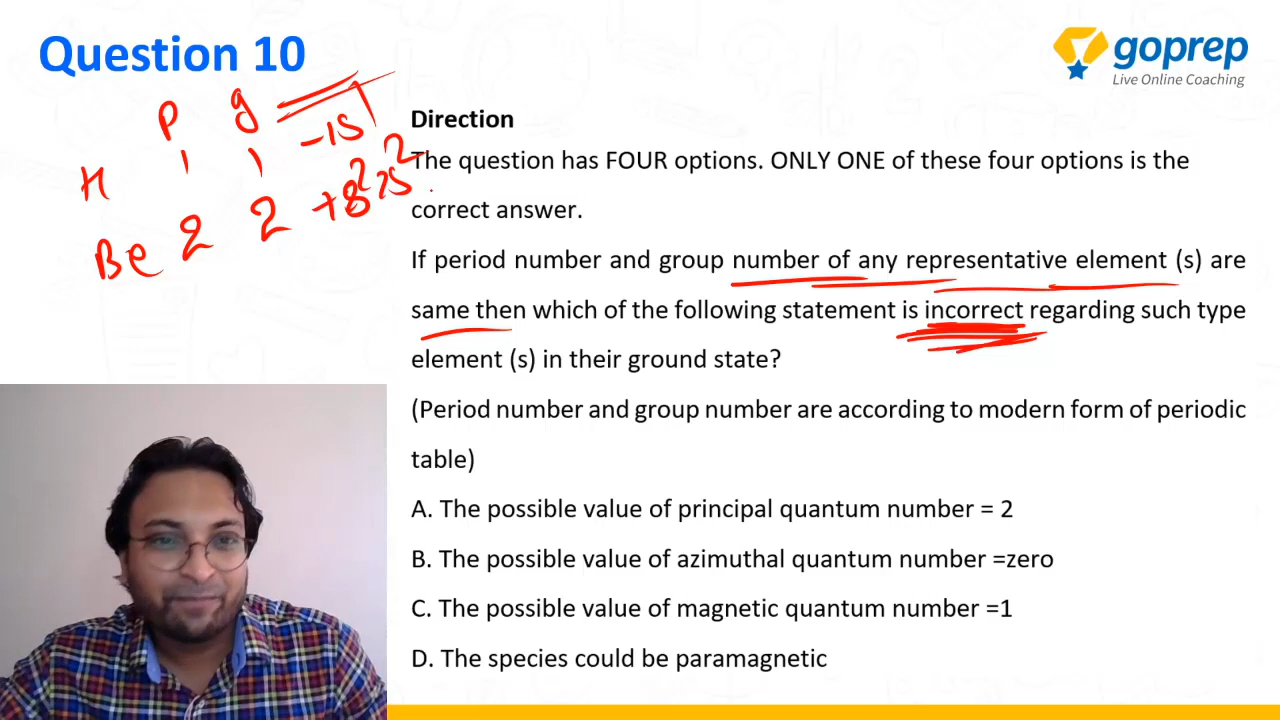 Question 10
goprep
Live Online Coaching
P g
H 1 1 - 1S
Be 2 2
Direction
The question has FOUR options. ONLY ONE of these four options is the
correct answer.
If period number and group number of any representative element (s) are
same then which of the following statement is incorrect regarding such type
element (s) in their ground state?
(Period number and group number are according to modern form of periodic
table)
A. The possible value of principal quantum number = 2
B. The possible value of azimuthal quantum number =zero
C. The possible value of magnetic quantum number =1
D. The species could be paramagnetic